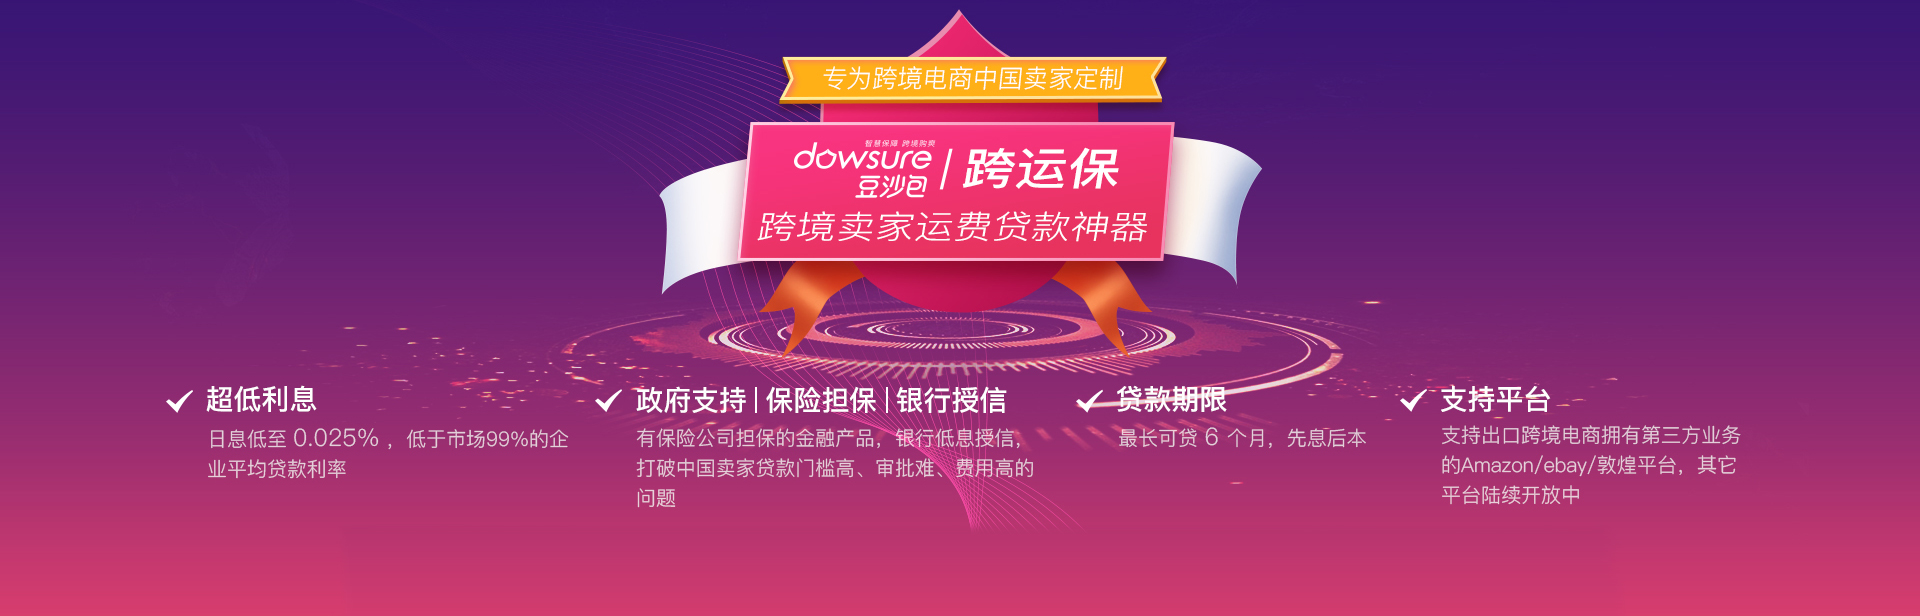 专为跨境电商中国卖家定制
智慧保障 跨境购爽
dowsure
豆沙包
跨运保
跨境卖家运费贷款神器
超低利息
日息低至 0.025% ，低于市场99%的企
业平均贷款利率
政府支持|保险担保|银行授信
有保险公司担保的金融产品，银行低息授信，
打破中国卖家贷款门槛高、审批难、费用高的
问题
贷款期限
最长可贷 6 个月，先息后本
支持平台
支持出口跨境电商拥有第三方业务
的Amazon/ebay/敦煌平台，其它
平台陆续开放中